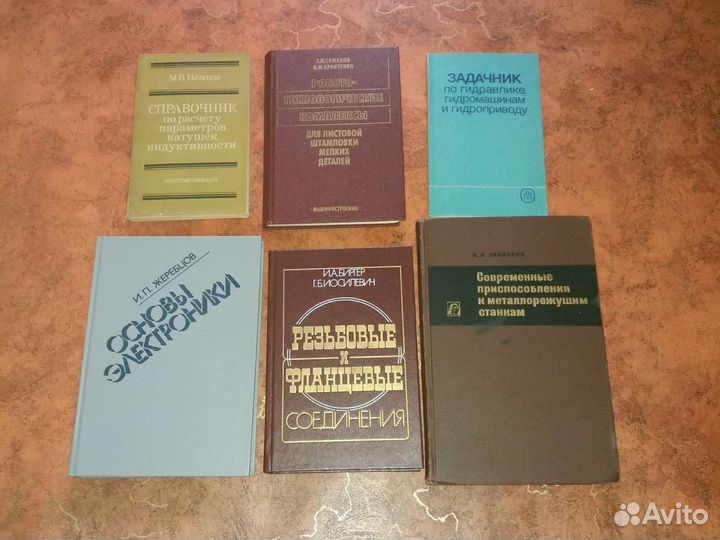 М.В. Немцов
СПРАВОЧНИК
по расчету
параметров
катушек
индуктивности
ЭНЕРГОАТОМИЗДАТ
Н.Ф. КРАВЧЕНКО
РОБОТО-
ТЕХНОЛОГИЧЕСКИЕ
КОМПЛЕКСЫ
ДЛЯ ЛИСТОВОЙ
ШТАМПОВКИ
МЕЛКИХ
ДЕТАЛЕЙ
·МАШИНОСТРОЕНИЕ·
ЗАДАЧНИК
по гидравлике,
гидромашинам
и гидроприводу
И.П. ЖЕРЕБЦОВ
ОСНОВЫ
ЭЛЕКТРОНИКИ
И.А.БИРГЕР
Г.Б.ИОСИЛЕВИЧ
РЕЗЬБОВЫЕ
И
ФЛАНЦЕВЫЕ
СОЕДИНЕНИЯ
Современные
приспособления
к металлорежущим
станкам
Avito